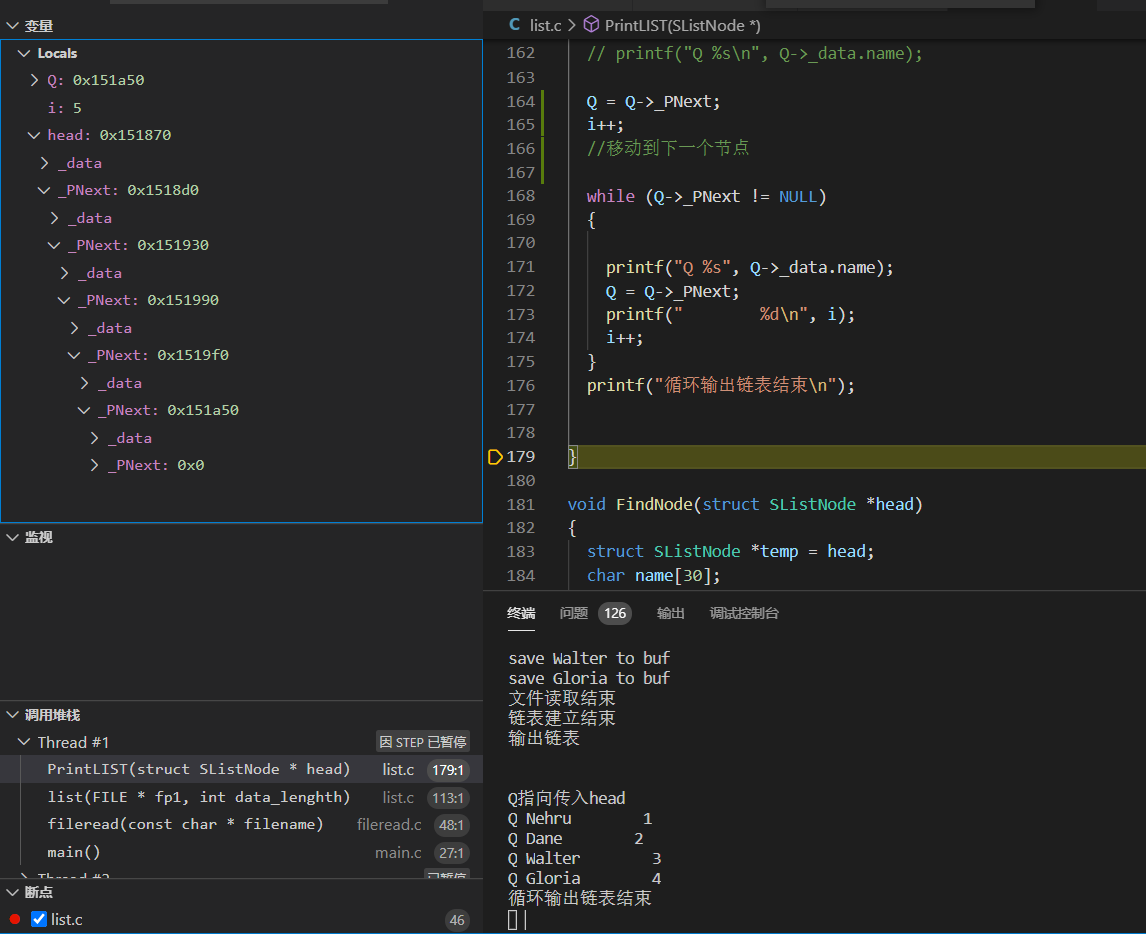 变量
Locals
Q: 0x151a50
i: 5
head: 0x151870
_data
_PNext: 0x1518d0
_data
_PNext: 0x151930
_data
_PNext: 0x151990
_data
_PNext: 0x1519f0
_data
_PNext: 0x151a50
_data
_PNext: 0x0
监视
调用堆栈
Thread #1 因 STEP 已暂停
PrintLIST(struct SListNode * head) list.c 179:1
list(FILE * fp1, int data_lenghth) list.c 113:1
fileread(const char * filename) fileread.c 48:1
main() main.c 27:1
Thread #2 已暂停
断点
list.c 46
C list.c > PrintLIST(SListNode *)
162 // printf("Q %s\n", Q->_data.name);
163
164 Q = Q->_PNext;
165 i++;
166 //移动到下一个节点
167
168 while (Q->_PNext != NULL)
169 {
170
171 printf("Q %s", Q->_data.name);
172 Q = Q->_PNext;
173 printf("        %d\n", i);
174 i++;
175 }
176 printf("循环输出链表结束\n");
177
178
179 }
180
181 void FindNode(struct SListNode *head)
182 {
183 struct SListNode *temp = head;
184 char name[30];
终端 问题 126 输出 调试控制台
save Walter to buf
save Gloria to buf
文件读取结束
链表建立结束
输出链表
Q指向传入head
Q Nehru        1
Q Dane        2
Q Walter        3
Q Gloria        4
循环输出链表结束